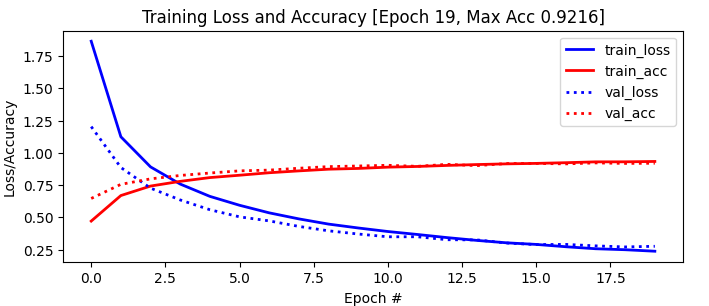 Training Loss and Accuracy [Epoch 19, Max Acc 0.9216]
train_loss
train_acc
val_loss
val_acc
Loss/Accuracy
1.75
1.50
1.25
1.00
0.75
0.50
0.25
0.0 2.5 5.0 7.5 10.0 12.5 15.0 17.5
Epoch #